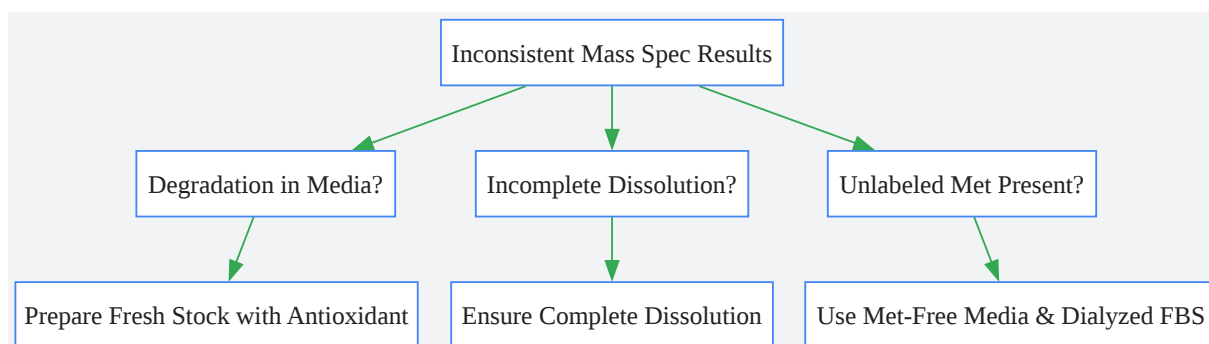 Inconsistent Mass Spec Results
Degradation in Media?
Incomplete Dissolution?
Unlabeled Met Present?
Prepare Fresh Stock with Antioxidant
Ensure Complete Dissolution
Use Met-Free Media & Dialyzed FBS